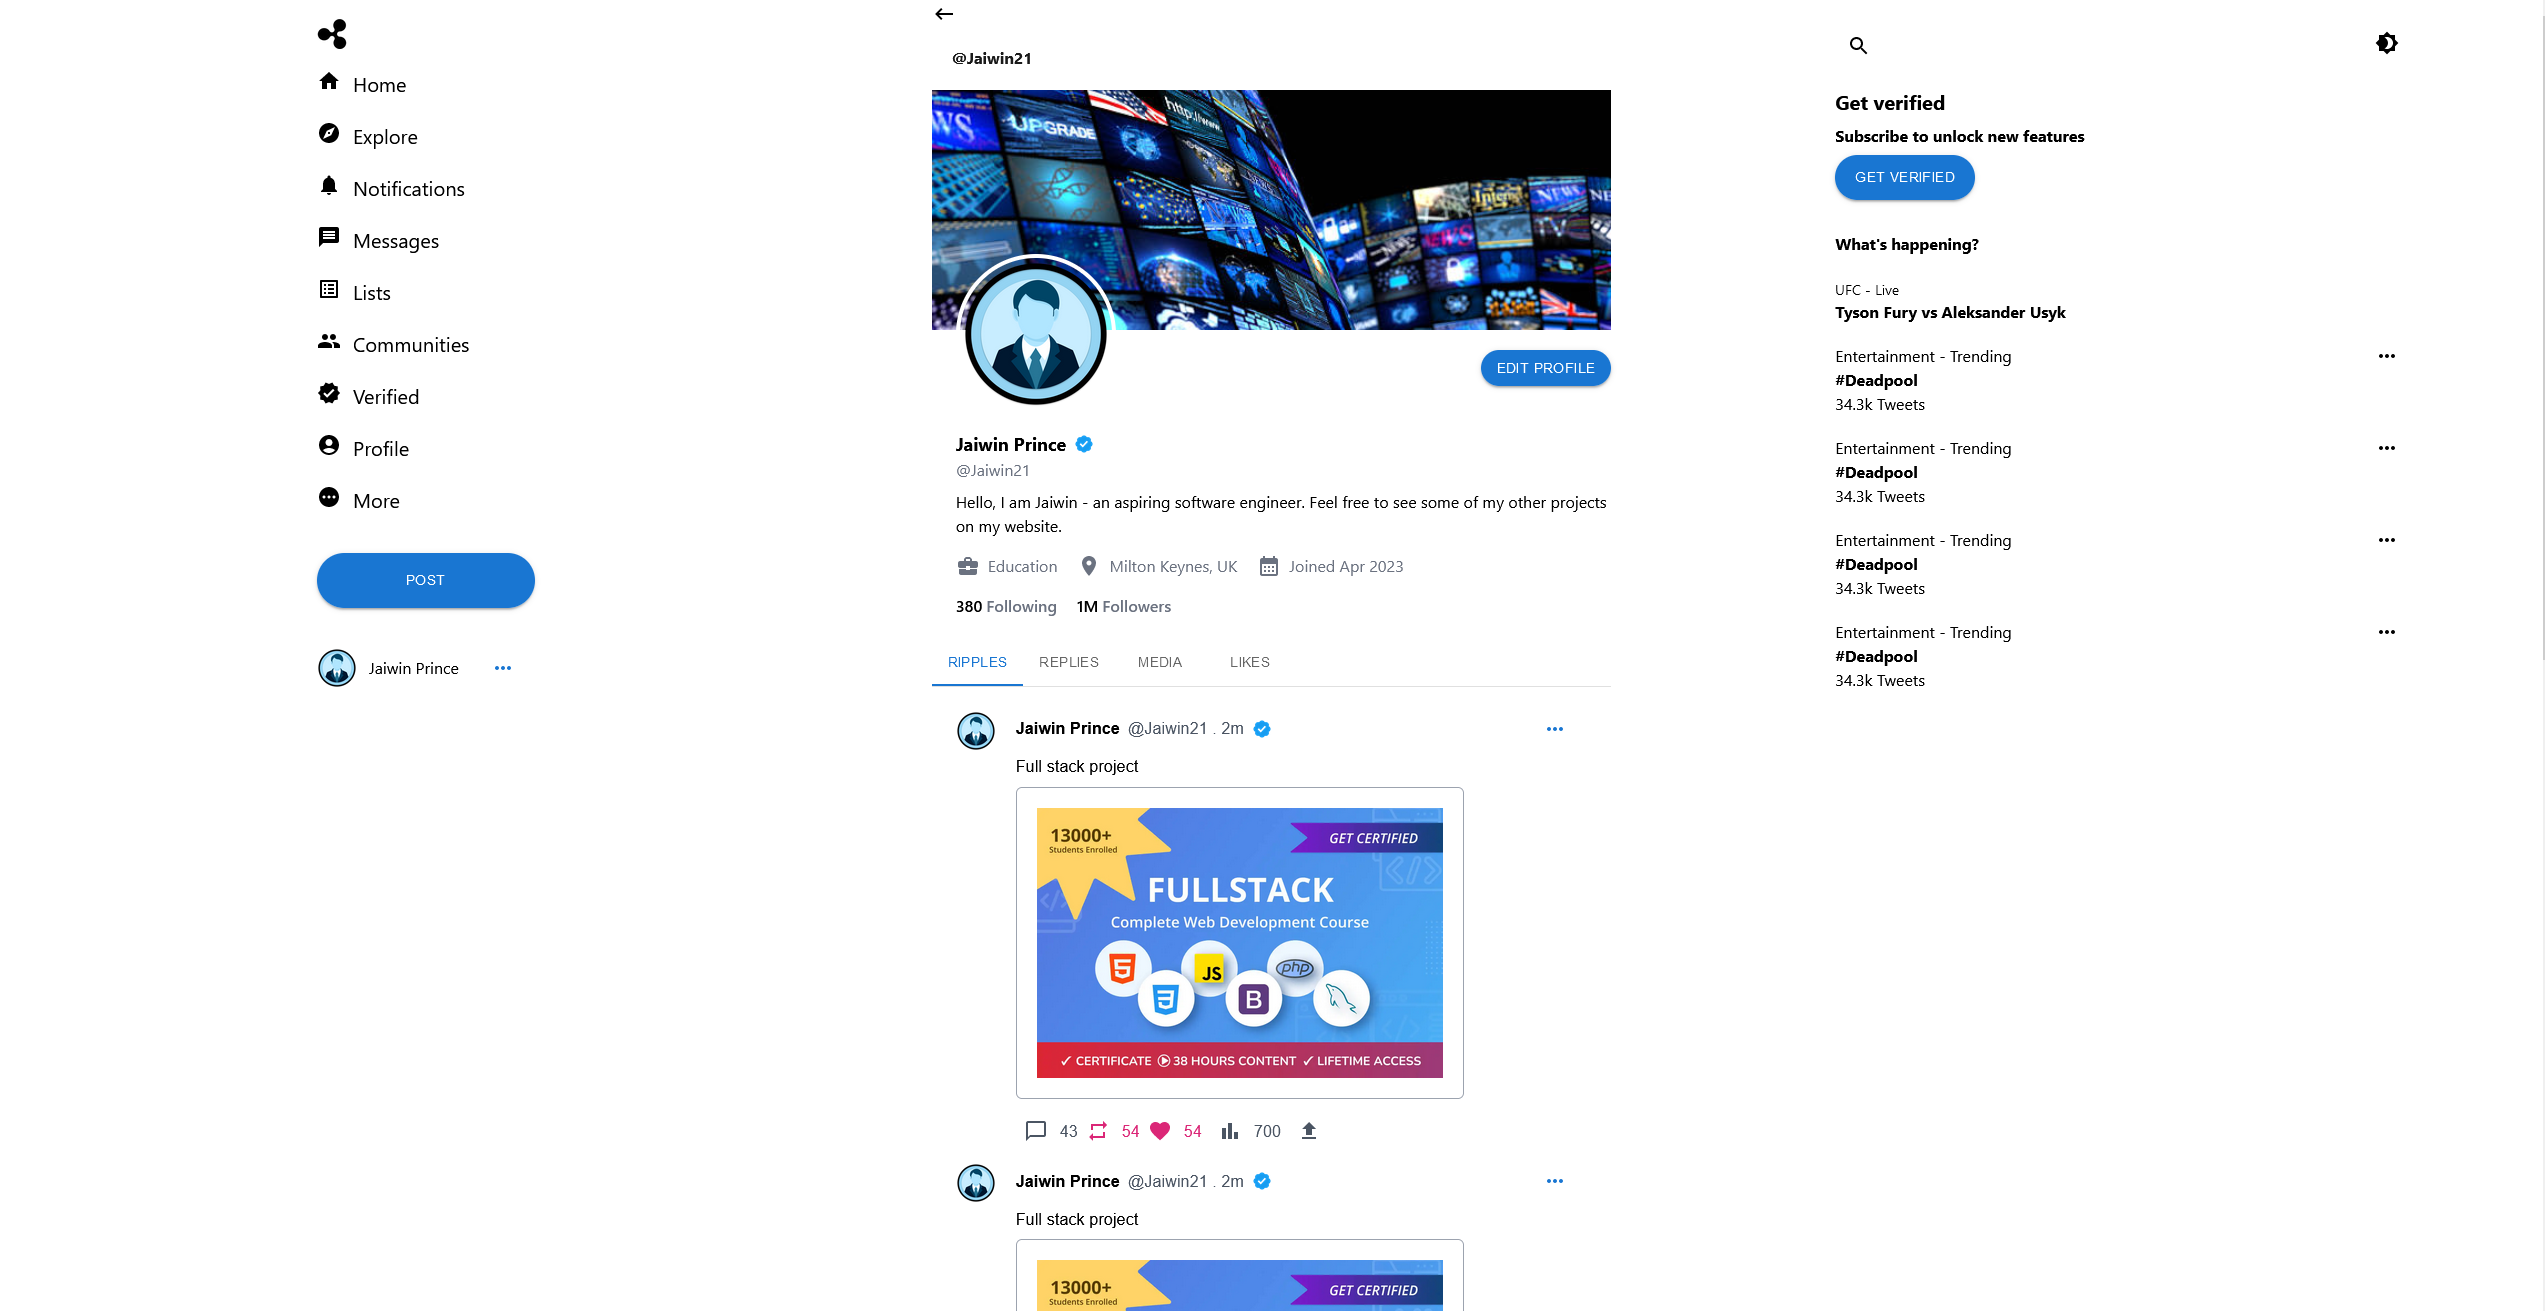 Home
Explore
Notifications
Messages
Lists
Communities
Verified
Profile
More
POST
Jaiwin Prince
@Jaiwin21
WS
UPGRADE
http://www.
NEWS
NEWS
NEWS
EDIT PROFILE
Jaiwin Prince
@Jaiwin21
Hello, I am Jaiwin - an aspiring software engineer. Feel free to see some of my other projects
on my website.
Education Milton Keynes, UK Joined Apr 2023
380 Following 1M Followers
RIPPLES REPLIES MEDIA LIKES
Jaiwin Prince @Jaiwin21 . 2m
Full stack project
13000+
Students Enrolled
GET CERTIFIED
FULLSTACK
Complete Web Development Course
JS
php
B
✓ CERTIFICATE 38 HOURS CONTENT ✓ LIFETIME ACCESS
43 54 54 700
Jaiwin Prince @Jaiwin21 . 2m
Full stack project
13000+
Students Enrolled
GET CERTIFIED
Get verified
Subscribe to unlock new features
GET VERIFIED
What's happening?
UFC - Live
Tyson Fury vs Aleksander Usyk
Entertainment - Trending
#Deadpool
34.3k Tweets
Entertainment - Trending
#Deadpool
34.3k Tweets
Entertainment - Trending
#Deadpool
34.3k Tweets
Entertainment - Trending
#Deadpool
34.3k Tweets